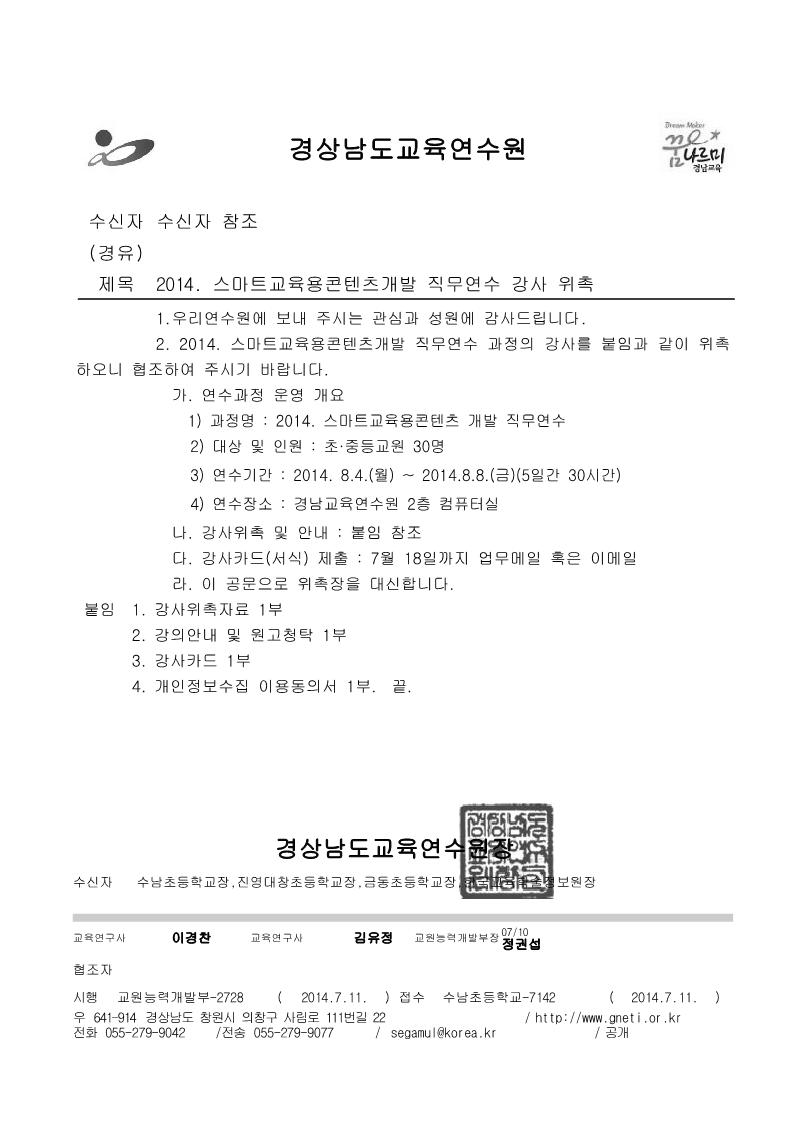 경상남도교육연수원
Dream Maker
꿈나르미
경남교육
수신자 수신자 참조
(경유)
제목 2014. 스마트교육용콘텐츠개발 직무연수 강사 위촉
1.우리연수원에 보내 주시는 관심과 성원에 감사드립니다.
2. 2014. 스마트교육용콘텐츠개발 직무연수 과정의 강사를 붙임과 같이 위촉
하오니 협조하여 주시기 바랍니다.
가. 연수과정 운영 개요
1) 과정명 : 2014. 스마트교육용콘텐츠 개발 직무연수
2) 대상 및 인원 : 초·중등교원 30명
3) 연수기간 : 2014. 8.4.(월) ~ 2014.8.8.(금)(5일간 30시간)
4) 연수장소 : 경남교육연수원 2층 컴퓨터실
나. 강사위촉 및 안내 : 붙임 참조
다. 강사카드(서식) 제출 : 7월 18일까지 업무메일 혹은 이메일
라. 이 공문으로 위촉장을 대신합니다.
붙임 1. 강사위촉자료 1부
2. 강의안내 및 원고청탁 1부
3. 강사카드 1부
4. 개인정보수집 이용동의서 1부. 끝.
경상남도교육연수원장
수신자 수남초등학교장,진영대창초등학교장,금동초등학교장,한국교육학술정보원장
교육연구사 이경찬 교육연구사 김유정 교원능력개발부장 07/10 정권섭
협조자
시행 교원능력개발부-2728 ( 2014.7.11. ) 접수 수남초등학교-7142 ( 2014.7.11. )
우 641-914 경상남도 창원시 의창구 사림로 111번길 22 / http://www.gneti.or.kr
전화 055-279-9042 /전송 055-279-9077 / segamul@korea.kr / 공개